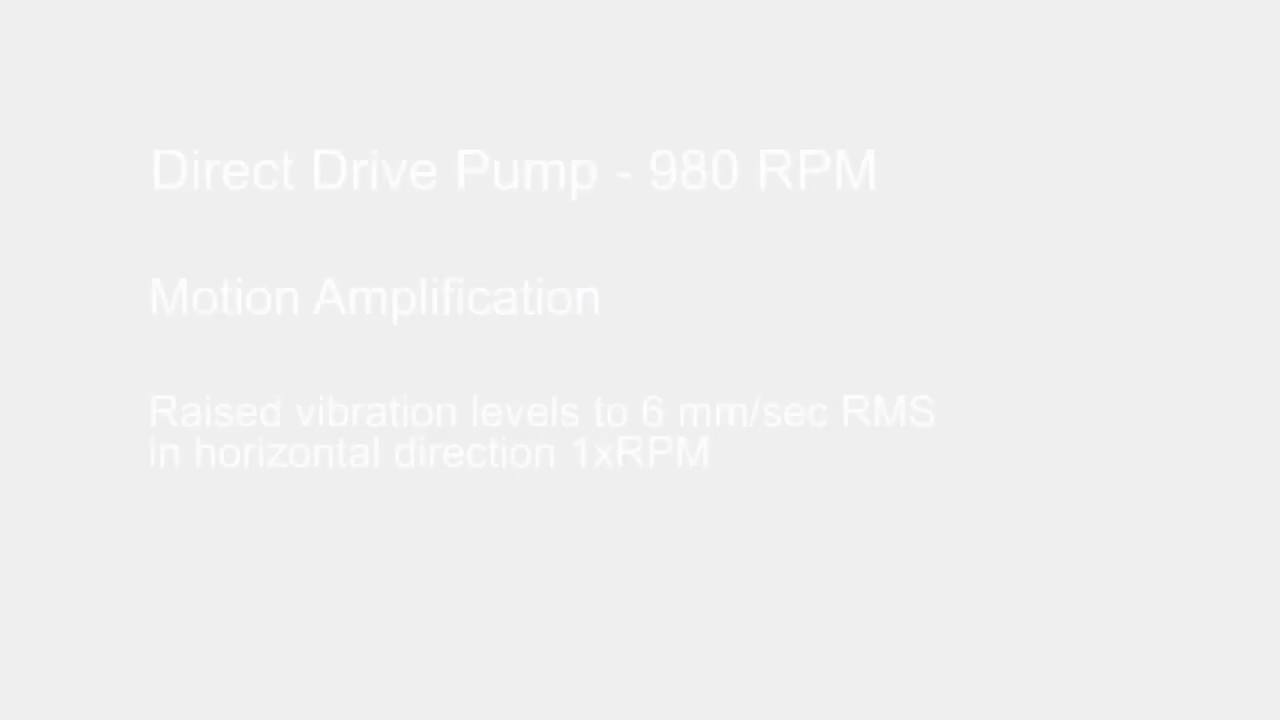 Direct Drive Pump - 980 RPM
Motion Amplification
Raised vibration levels to 6 mm/sec RMS
in horizontal direction 1xRPM